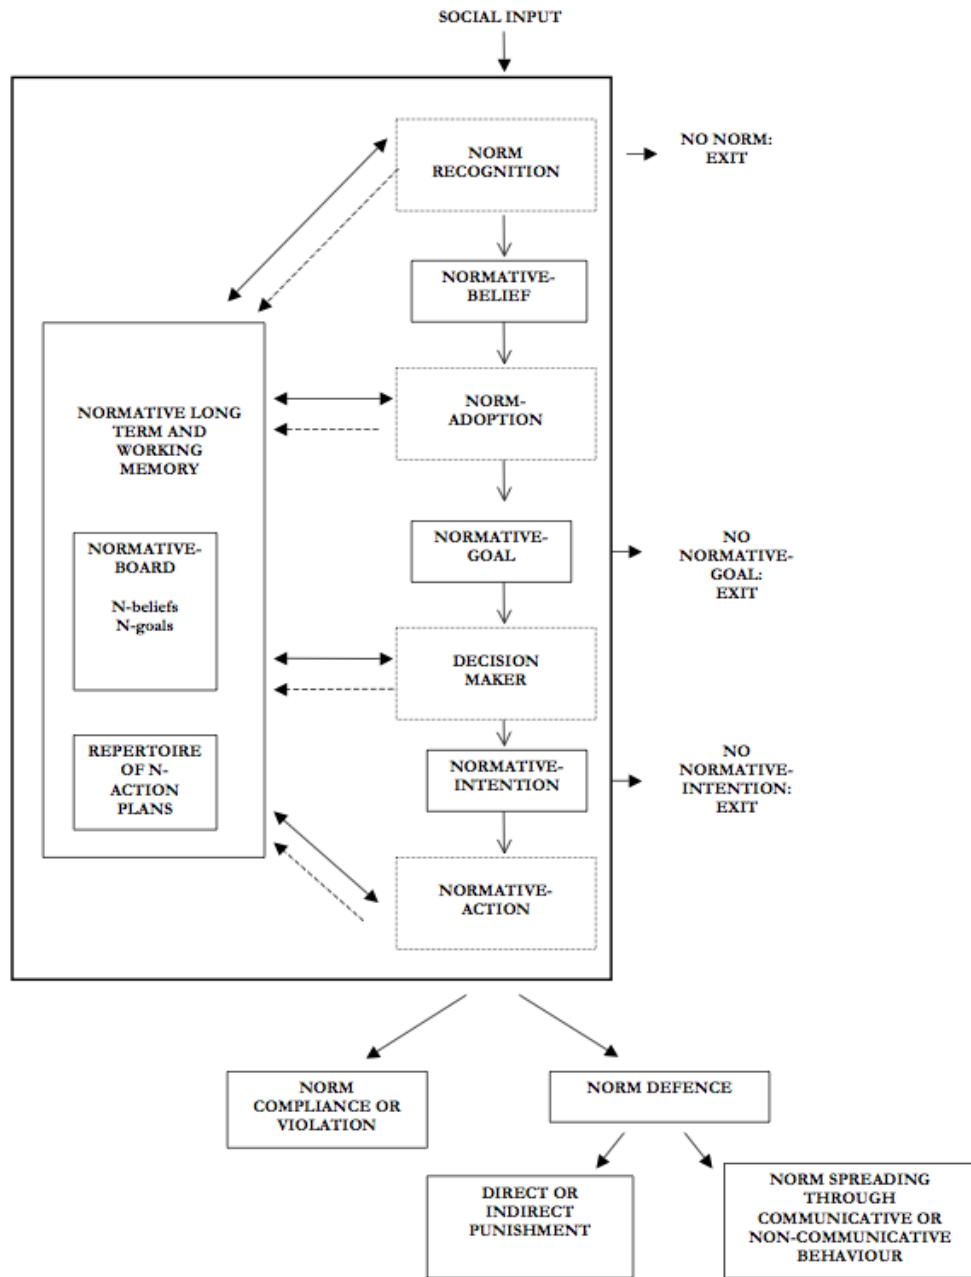 SOCIAL INPUT
NORM
RECOGNITION
NO NORM:
EXIT
NORMATIVE-
BELIEF
NORM-
ADOPTION
NORMATIVE LONG
TERM AND
WORKING
MEMORY
NORMATIVE-
BOARD
N-beliefs
N-goals
NORMATIVE-
GOAL
NO
NORMATIVE-
GOAL:
EXIT
DECISION
MAKER
REPERTOIRE
OF N-
ACTION
PLANS
NORMATIVE-
INTENTION
NO
NORMATIVE-
INTENTION:
EXIT
NORMATIVE-
ACTION
NORM
COMPLIANCE OR
VIOLATION
NORM DEFENCE
DIRECT OR
INDIRECT
PUNISHMENT
NORM SPREADING
THROUGH
COMMUNICATIVE OR
NON-COMMUNICATIVE
BEHAVIOUR